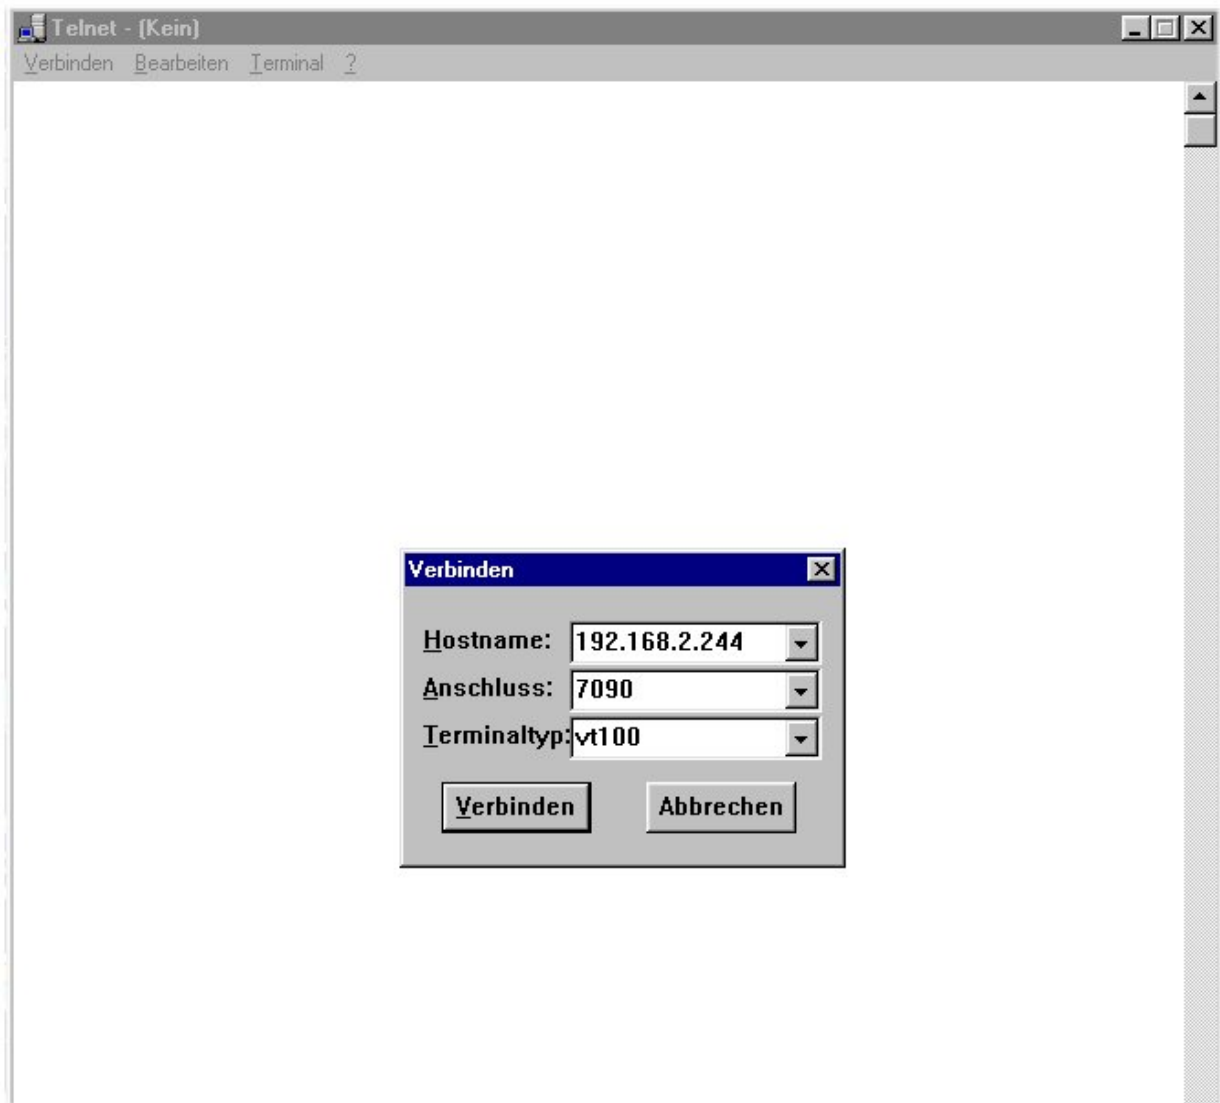 Telnet - (Kein)
Verbinden Bearbeiten Terminal ?
Verbinden
Hostname: 192.168.2.244
Anschluss: 7090
Terminaltyp: vt100
Verbinden Abbrechen